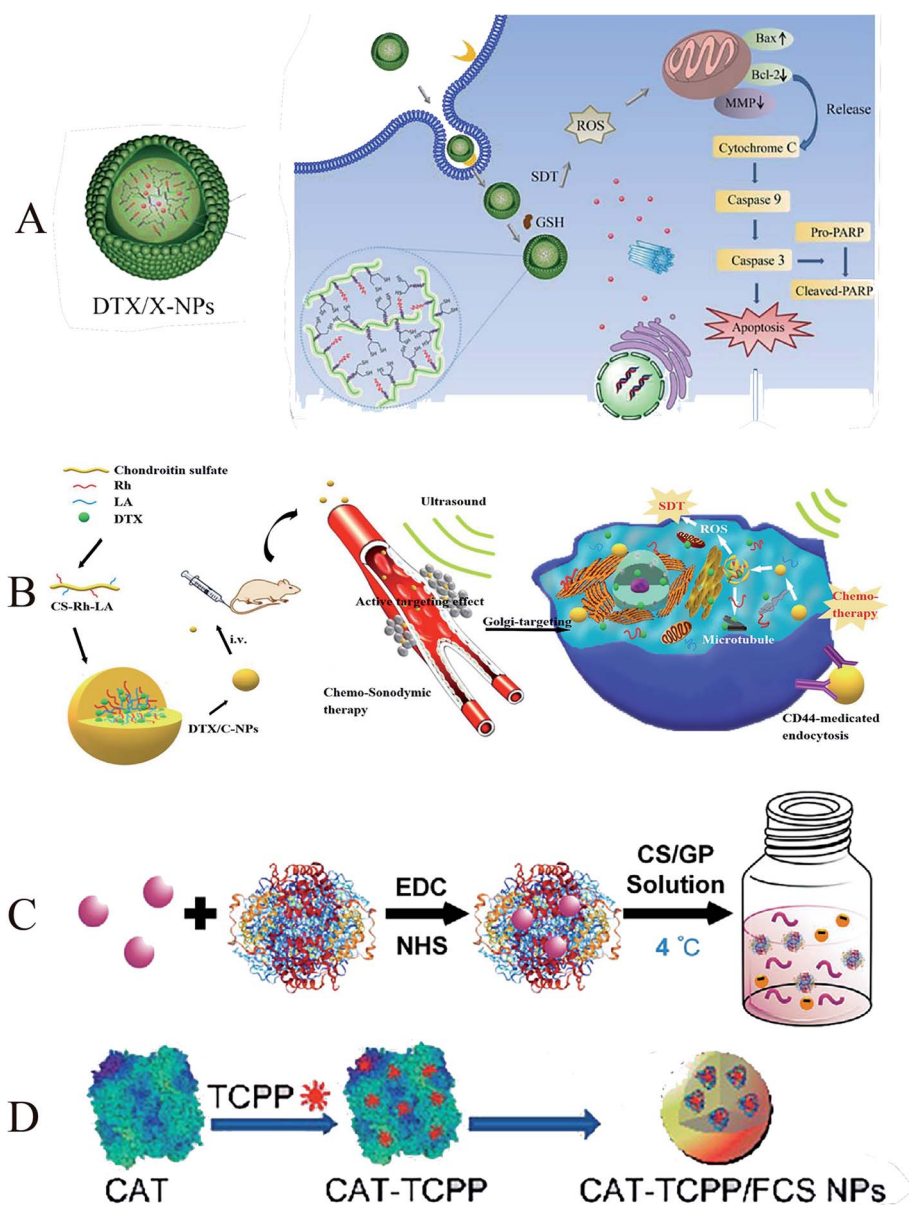 A
DTX/X-NPs
SDT
GSH
ROS
Bax↑
Bcl-2↓
MMP↓
Release
Cytochrome C
Caspase 9
Caspase 3
Pro-PARP
Cleaved-PARP
Apoptosis
B
Chondroitin sulfate
Rh
LA
DTX
CS-Rh-LA
DTX/C-NPs
i.v.
Ultrasound
Active targeting effect
Chemo-Sonodymic
therapy
Golgi-targeting
SDT
ROS
Microtubule
Chemo-
therapy
CD44-medicated
endocytosis
C
EDC
NHS
CS/GP
Solution
4 °C
D
TCPP
CAT
CAT-TCPP
CAT-TCPP/FCS NPs